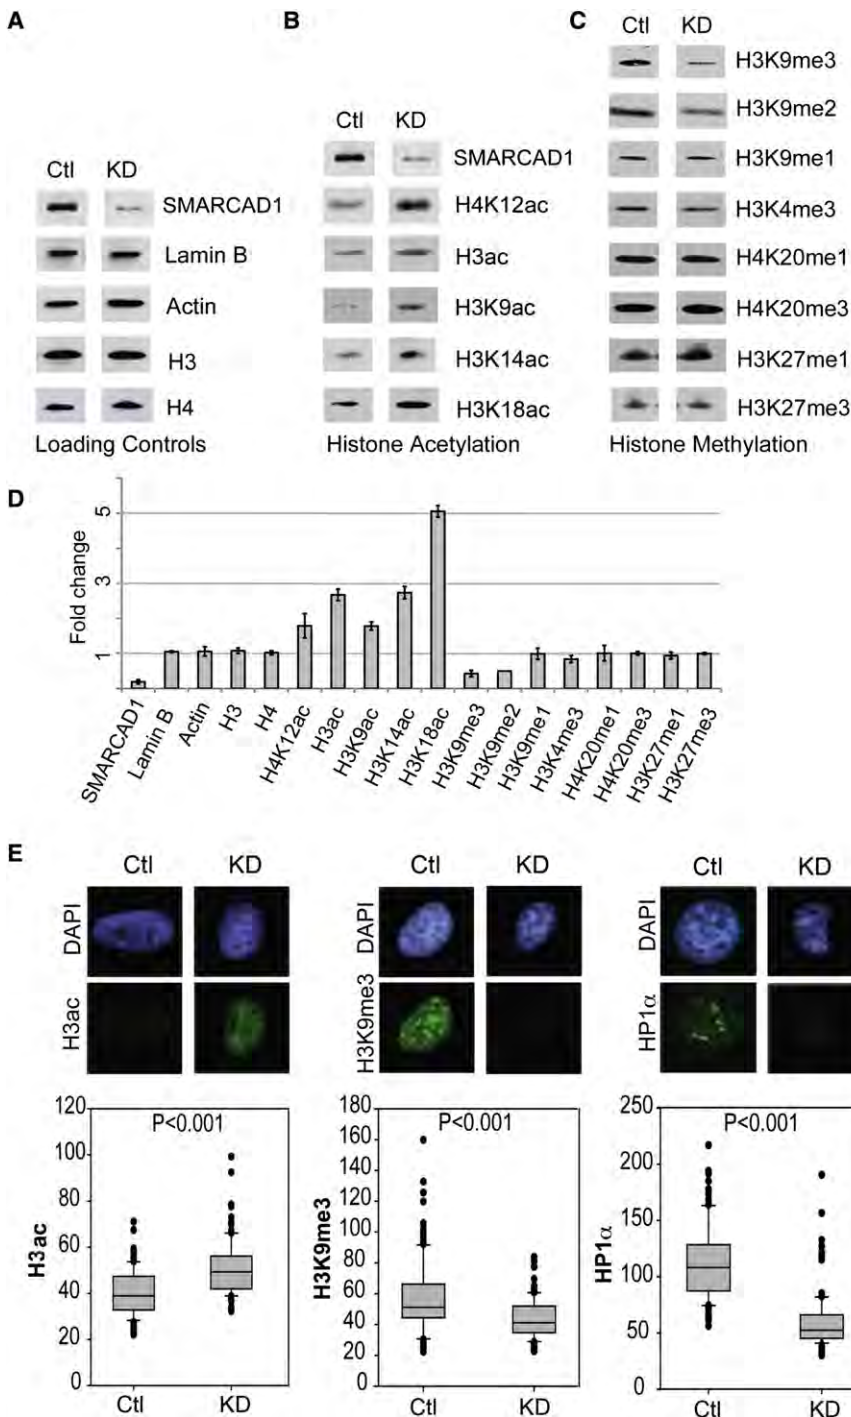 A
Ctl KD
SMARCAD1
Lamin B
Actin
H3
H4
Loading Controls
B
Ctl KD
SMARCAD1
H4K12ac
H3ac
H3K9ac
H3K14ac
H3K18ac
Histone Acetylation
C
Ctl KD
H3K9me3
H3K9me2
H3K9me1
H3K4me3
H4K20me1
H4K20me3
H3K27me1
H3K27me3
Histone Methylation
D
Fold change
5
3
1
SMARCAD1
Lamin B
Actin
H3
H4
H4K12ac
H3ac
H3K9ac
H3K14ac
H3K18ac
H3K9me3
H3K9me2
H3K9me1
H3K4me3
H4K20me1
H4K20me3
H3K27me1
H3K27me3
E
Ctl KD
DAPI
H3ac
Ctl KD
DAPI
H3K9me3
Ctl KD
DAPI
HP1α
H3ac
120
100
80
60
40
20
0
P<0.001
Ctl KD
H3K9me3
180
160
140
120
100
80
60
40
20
0
P<0.001
Ctl KD
HP1α
250
200
150
100
50
0
P<0.001
Ctl KD